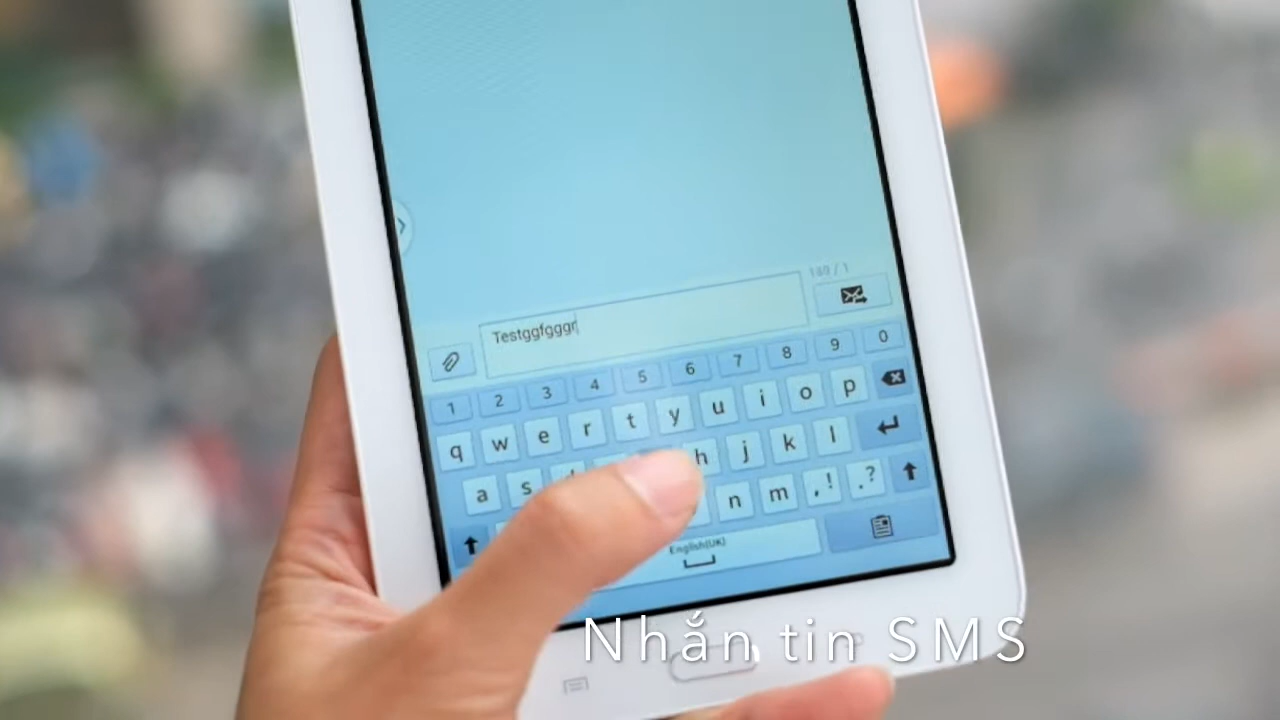 140 / 1
Testggfgggr
1 2 3 4 5 6 7 8 9 0
q w e r t y u i o p
a s h j k l
n m , ! . ?
English(UK)
Nhắn tin SMS